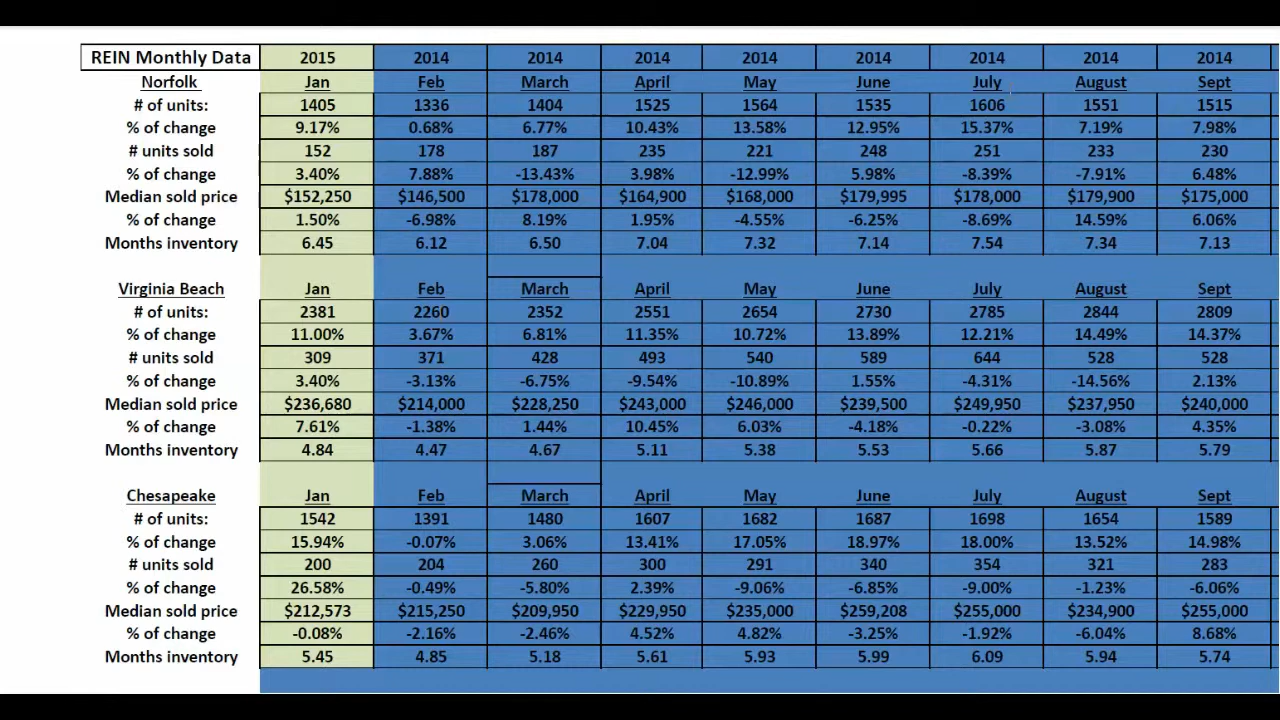 REIN Monthly Data 2015 2014 2014 2014 2014 2014 2014 2014 2014
Norfolk Jan Feb March April May June July August Sept
# of units: 1405 1336 1404 1525 1564 1535 1606 1551 1515
% of change 9.17% 0.68% 6.77% 10.43% 13.58% 12.95% 15.37% 7.19% 7.98%
# units sold 152 178 187 235 221 248 251 233 230
% of change 3.40% 7.88% -13.43% 3.98% -12.99% 5.98% -8.39% -7.91% 6.48%
Median sold price $152,250 $146,500 $178,000 $164,900 $168,000 $179,995 $178,000 $179,900 $175,000
% of change 1.50% -6.98% 8.19% 1.95% -4.55% -6.25% -8.69% 14.59% 6.06%
Months inventory 6.45 6.12 6.50 7.04 7.32 7.14 7.54 7.34 7.13
Virginia Beach Jan Feb March April May June July August Sept
# of units: 2381 2260 2352 2551 2654 2730 2785 2844 2809
% of change 11.00% 3.67% 6.81% 11.35% 10.72% 13.89% 12.21% 14.49% 14.37%
# units sold 309 371 428 493 540 589 644 528 528
% of change 3.40% -3.13% -6.75% -9.54% -10.89% 1.55% -4.31% -14.56% 2.13%
Median sold price $236,680 $214,000 $228,250 $243,000 $246,000 $239,500 $249,950 $237,950 $240,000
% of change 7.61% -1.38% 1.44% 10.45% 6.03% -4.18% -0.22% -3.08% 4.35%
Months inventory 4.84 4.47 4.67 5.11 5.38 5.53 5.66 5.87 5.79
Chesapeake Jan Feb March April May June July August Sept
# of units: 1542 1391 1480 1607 1682 1687 1698 1654 1589
% of change 15.94% -0.07% 3.06% 13.41% 17.05% 18.97% 18.00% 13.52% 14.98%
# units sold 200 204 260 300 291 340 354 321 283
% of change 26.58% -0.49% -5.80% 2.39% -9.06% -6.85% -9.00% -1.23% -6.06%
Median sold price $212,573 $215,250 $209,950 $229,950 $235,000 $259,208 $255,000 $234,900 $255,000
% of change -0.08% -2.16% -2.46% 4.52% 4.82% -3.25% -1.92% -6.04% 8.68%
Months inventory 5.45 4.85 5.18 5.61 5.93 5.99 6.09 5.94 5.74